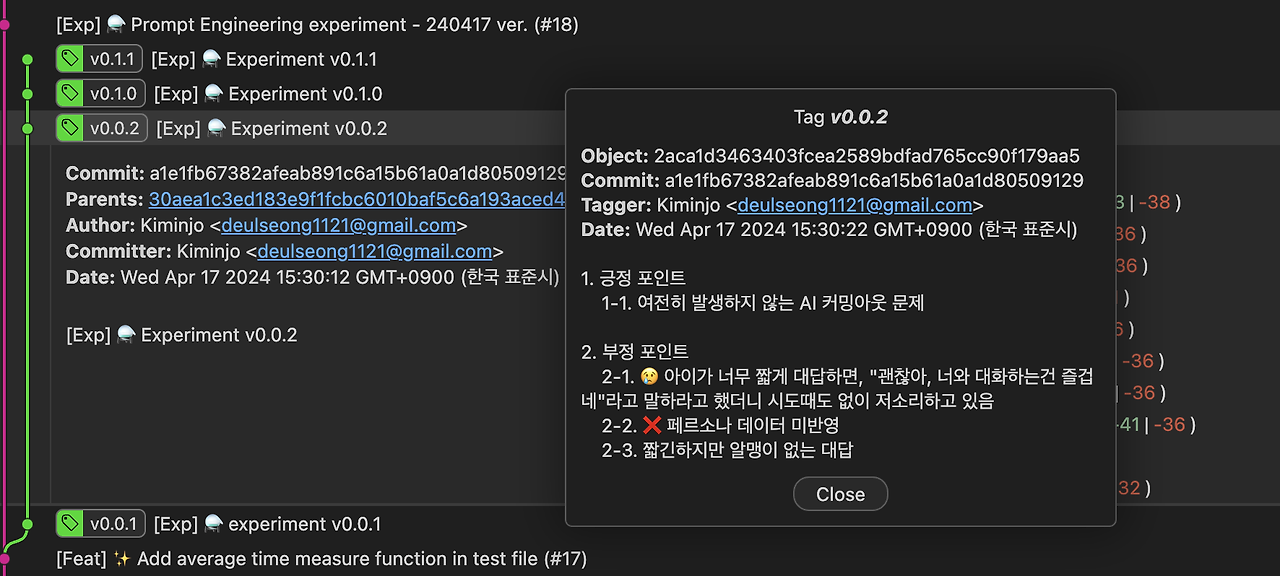 [Exp] ⚗️ Prompt Engineering experiment - 240417 ver. (#18)
v0.1.1 [Exp] ⚗️ Experiment v0.1.1
v0.1.0 [Exp] ⚗️ Experiment v0.1.0
v0.0.2 [Exp] ⚗️ Experiment v0.0.2
Commit: a1e1fb67382afeab891c6a15b61a0a1d80509129
Parents: 30aea1c3ed183e9f1fcbc6010baf5c6a193aced4
Author: Kiminjo <deulseong1121@gmail.com>
Committer: Kiminjo <deulseong1121@gmail.com>
Date: Wed Apr 17 2024 15:30:12 GMT+0900 (한국 표준시)
[Exp] ⚗️ Experiment v0.0.2
Tag v0.0.2
Object: 2aca1d3463403fcea2589bdfad765cc90f179aa5
Commit: a1e1fb67382afeab891c6a15b61a0a1d80509129
Tagger: Kiminjo <deulseong1121@gmail.com>
Date: Wed Apr 17 2024 15:30:22 GMT+0900 (한국 표준시)
1. 긍정 포인트
1-1. 여전히 발생하지 않는 AI 커밍아웃 문제
2. 부정 포인트
2-1. 😢 아이가 너무 짧게 대답하면, "괜찮아, 너와 대화하는건 즐겁
네"라고 말하라고 했더니 시도때도 없이 저소리하고 있음
2-2. ❌ 페르소나 데이터 미반영
2-3. 짧긴하지만 알맹이 없는 대답
Close
|-38)
36)
36)
)
)
-36)
|-36)
41|-36)
32)
v0.0.1 [Exp] ⚗️ experiment v0.0.1
[Feat] ✨ Add average time measure function in test file (#17)